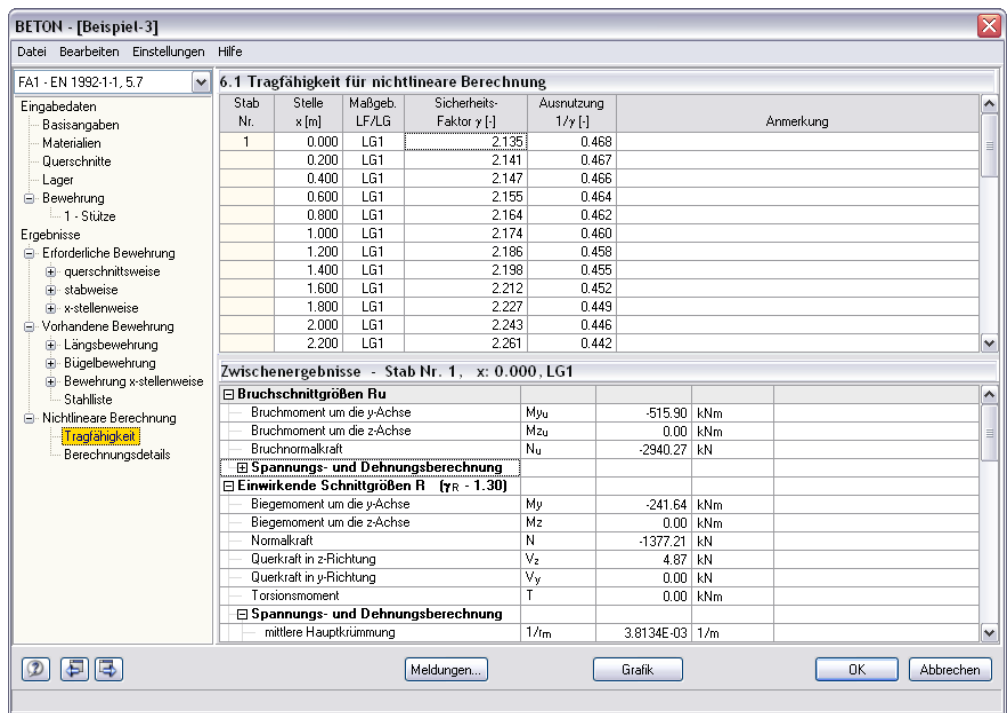 BETON - [Beispiel-3]
Datei Bearbeiten Einstellungen Hilfe
FA1 - EN 1992-1-1, 5.7
Eingabedaten
Basisangaben
Materialien
Querschnitte
Lager
Bewehrung
1 - Stütze
Ergebnisse
Erforderliche Bewehrung
querschnittsweise
stabweise
x-stellenweise
Vorhandene Bewehrung
Längsbewehrung
Bügelbewehrung
Bewehrung x-stellenweise
Stahlliste
Nichtlineare Berechnung
Tragfähigkeit
Berechnungsdetails
6.1 Tragfähigkeit für nichtlineare Berechnung
Stab Stelle Maßgeb. Sicherheits- Ausnutzung
Nr. x [m] LF/LG Faktor γ [-] 1/γ [-] Anmerkung
1 0.000 LG1 2.135 0.468
0.200 LG1 2.141 0.467
0.400 LG1 2.147 0.466
0.600 LG1 2.155 0.464
0.800 LG1 2.164 0.462
1.000 LG1 2.174 0.460
1.200 LG1 2.186 0.458
1.400 LG1 2.198 0.455
1.600 LG1 2.212 0.452
1.800 LG1 2.227 0.449
2.000 LG1 2.243 0.446
2.200 LG1 2.261 0.442
Zwischenergebnisse - Stab Nr. 1, x: 0.000, LG1
Bruchschnittgrößen Ru
Bruchmoment um die y-Achse Myu -515.90 kNm
Bruchmoment um die z-Achse Mzu 0.00 kNm
Bruchnormalkraft Nu -2940.27 kN
Spannungs- und Dehnungsberechnung
Einwirkende Schnittgrößen R (γR - 1.30)
Biegemoment um die y-Achse My -241.64 kNm
Biegemoment um die z-Achse Mz 0.00 kNm
Normalkraft N -1377.21 kN
Querkraft in z-Richtung Vz 4.87 kN
Querkraft in y-Richtung Vy 0.00 kN
Torsionsmoment T 0.00 kNm
Spannungs- und Dehnungsberechnung
mittlere Hauptkrümmung 1/rm 3.8134E-03 1/m
Meldungen... Grafik OK Abbrechen